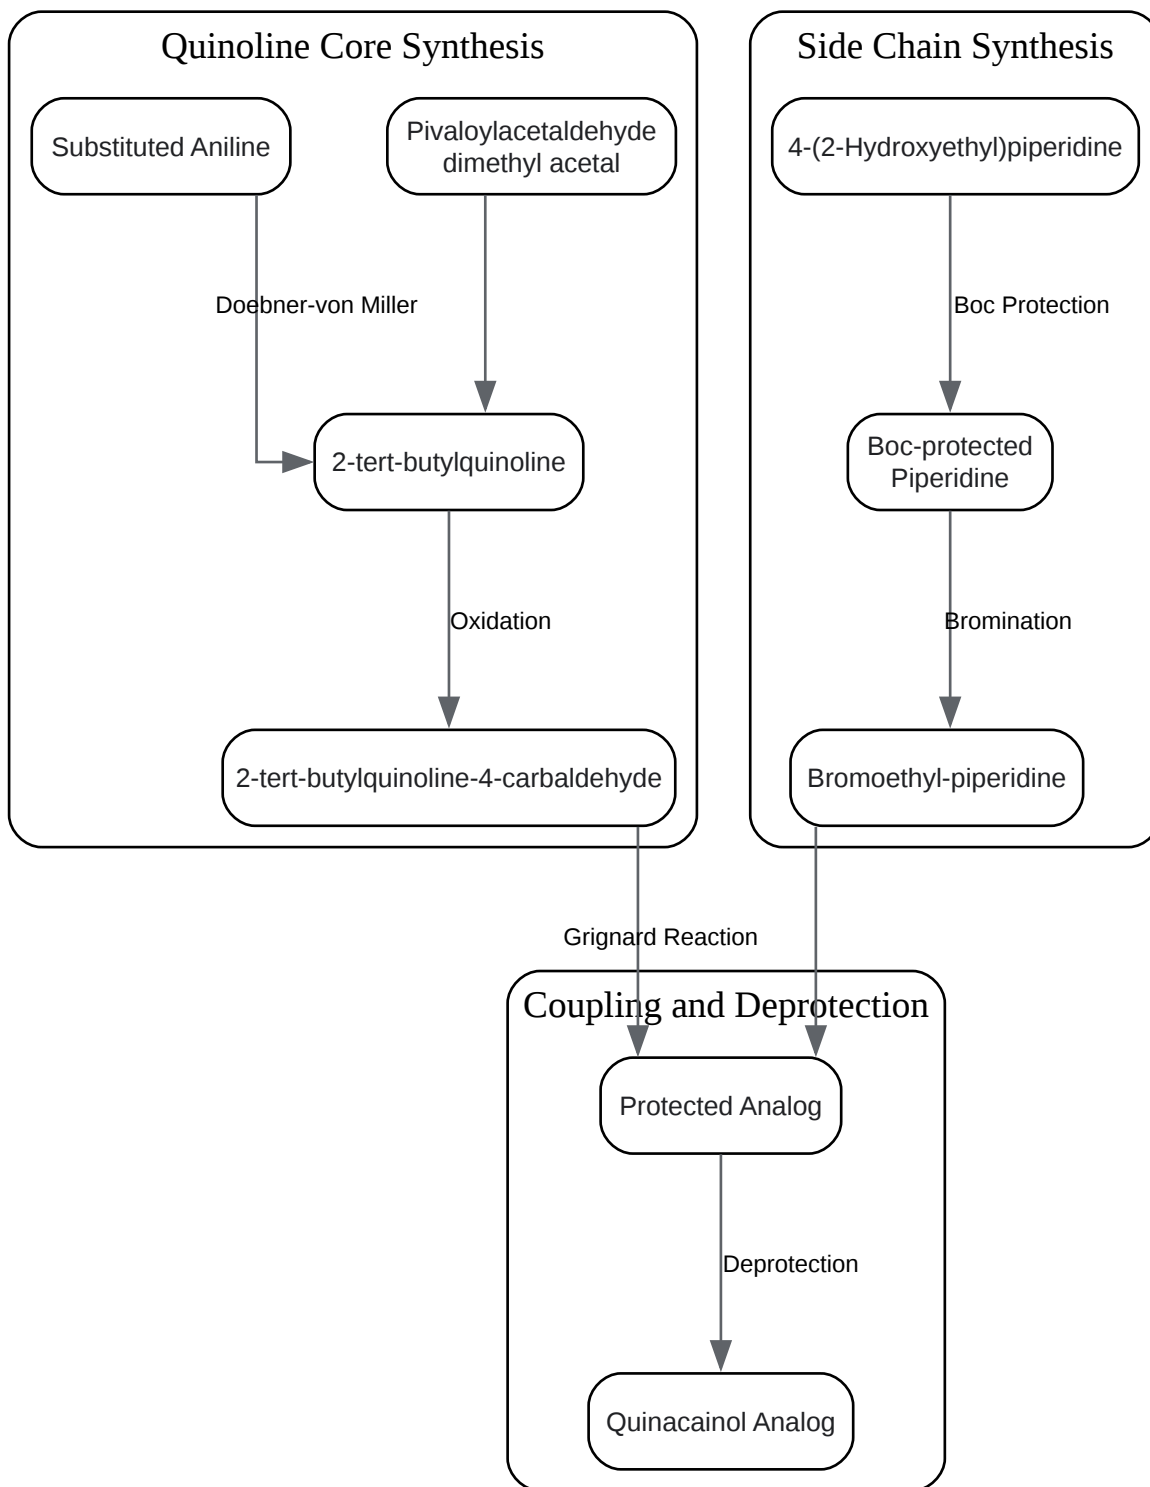 Quinoline Core Synthesis
Side Chain Synthesis
Substituted Aniline
Pivaloylacetaldehyde
dimethyl acetal
4-(2-Hydroxyethyl)piperidine
Doebner-von Miller
Boc Protection
2-tert-butylquinoline
Boc-protected
Piperidine
Oxidation
Bromination
2-tert-butylquinoline-4-carbaldehyde
Bromoethyl-piperidine
Grignard Reaction
Coupling and Deprotection
Protected Analog
Deprotection
Quinacainol Analog